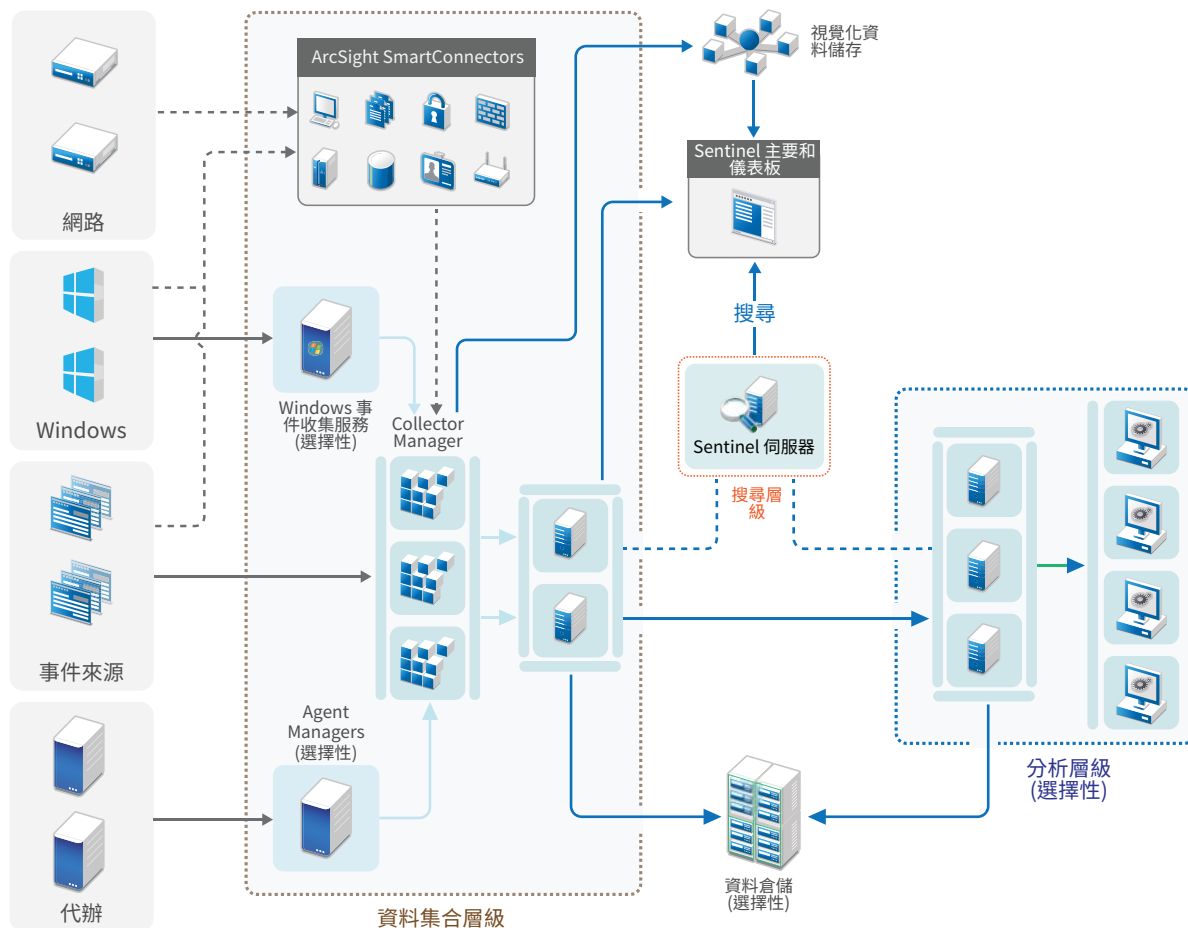 ArcSight SmartConnectors
視覺化資
料儲存
Sentinel 主要和
儀表板
網路
搜尋
Windows
Windows 事
件收集服務
(選擇性)
Collector
Manager
Sentinel 伺服器
搜尋層
級
事件來源
Agent
Managers
(選擇性)
分析層級
(選擇性)
資料倉儲
(選擇性)
代辦
資料集合層級